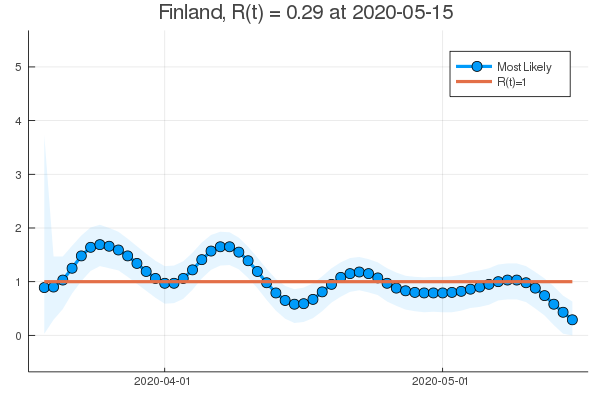 Finland, R(t) = 0.29 at 2020-05-15
5
4
3
2
1
0
Most Likely
R(t)=1
2020-04-01
2020-05-01